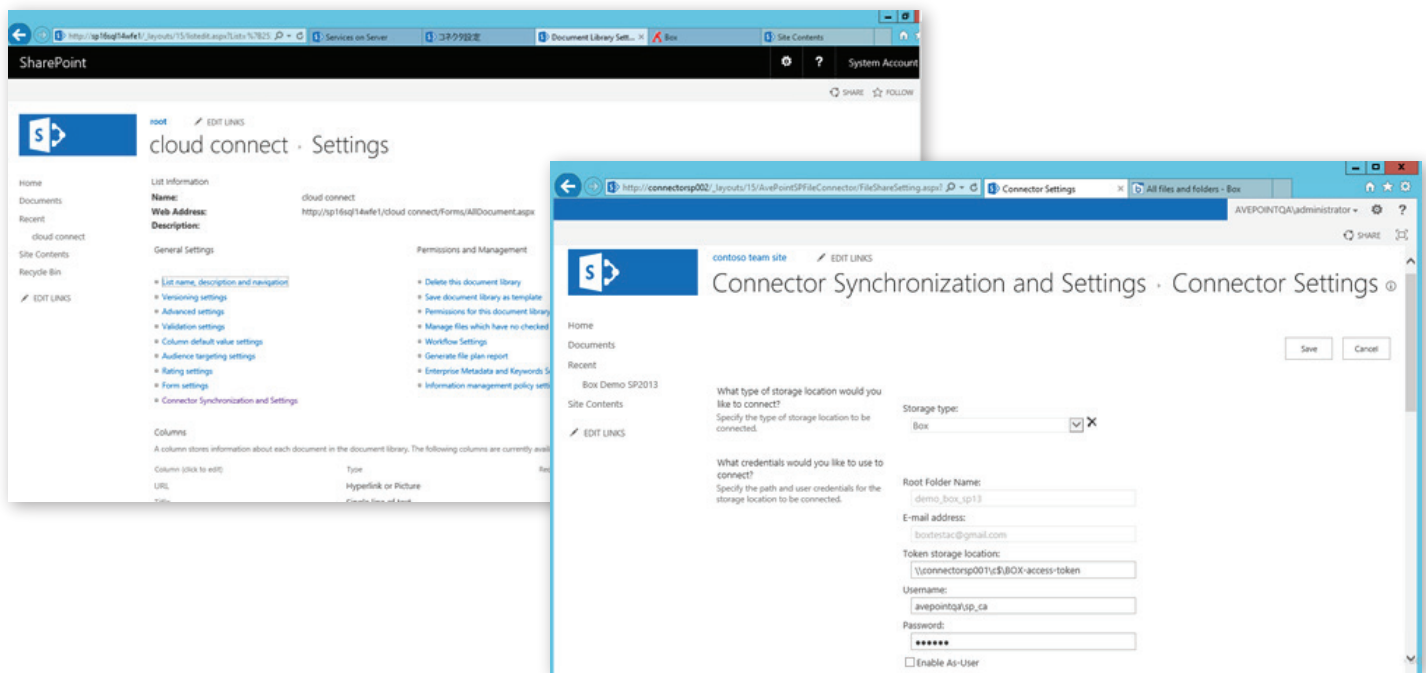 http://sp16sql14wfe1/_layouts/15/listedit.aspx?List=%7B25...
Services on Server
コネクタ設定
Document Library Sett...
Box
Site Contents
SharePoint
? System Account
SHARE FOLLOW
S
root EDIT LINKS
cloud connect › Settings
Home
Documents
Recent
cloud connect
Site Contents
Recycle Bin
EDIT LINKS
List Information
Name: cloud connect
Web Address: http://sp16sql14wfe1/cloud connect/Forms/AllDocument.aspx
Description:
General Settings
List name, description and navigation
Versioning settings
Advanced settings
Validation settings
Column default value settings
Audience targeting settings
Rating settings
Form settings
Connector Synchronization and Settings
Permissions and Management
Delete this document library
Save document library as template
Permissions for this document library
Manage files which have no checked
Workflow Settings
Generate file plan report
Enterprise Metadata and Keywords S
Information management policy setti
Columns
A column stores information about each document in the document library. The following columns are currently avail
Column (click to edit) Type Req
URL Hyperlink or Picture
Title Single line of text
http://connectorsp002/_layouts/15/AvePointSPFileConnector/FileShareSetting.aspx?
Connector Settings
All files and folders - Box
AVEPOINTQA\administrator ?
SHARE
S
contoso team site EDIT LINKS
Connector Synchronization and Settings › Connector Settings
Home
Documents
Recent
Box Demo SP2013
Site Contents
EDIT LINKS
Save Cancel
What type of storage location would you
like to connect?
Specify the type of storage location to be
connected.
Storage type:
Box
What credentials would you like to use to
connect?
Specify the path and user credentials for the
storage location to be connected.
Root Folder Name:
demo_box_sp13
E-mail address:
boxtestac@gmail.com
Token storage location:
\\connectorsp001\c$\BOX-access-token
Username:
avepointqa\sp_ca
Password:
••••••
Enable As-User